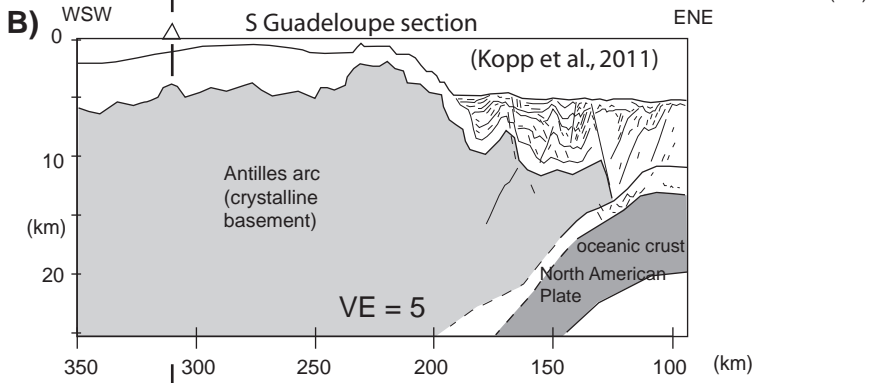 B)
WSW
S Guadeloupe section
ENE
(Kopp et al., 2011)
0
10
(km)
20
Antilles arc
(crystalline
basement)
oceanic crust
North American
Plate
VE = 5
350
300
250
200
150
100
(km)